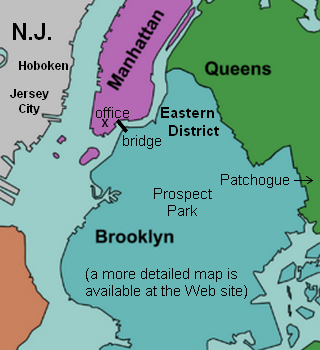 N.J.
Manhattan
Queens
Hoboken
Jersey
City
office
x
Eastern
District
bridge
Patchogue
Prospect
Park
Brooklyn
(a more detailed map is
available at the Web site)